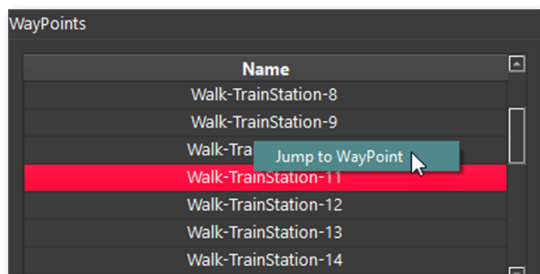 WayPoints
Name
Walk-TrainStation-8
Walk-TrainStation-9
Walk-Tra
Jump to WayPoint
Walk-TrainStation-11
Walk-TrainStation-12
Walk-TrainStation-13
Walk-TrainStation-14